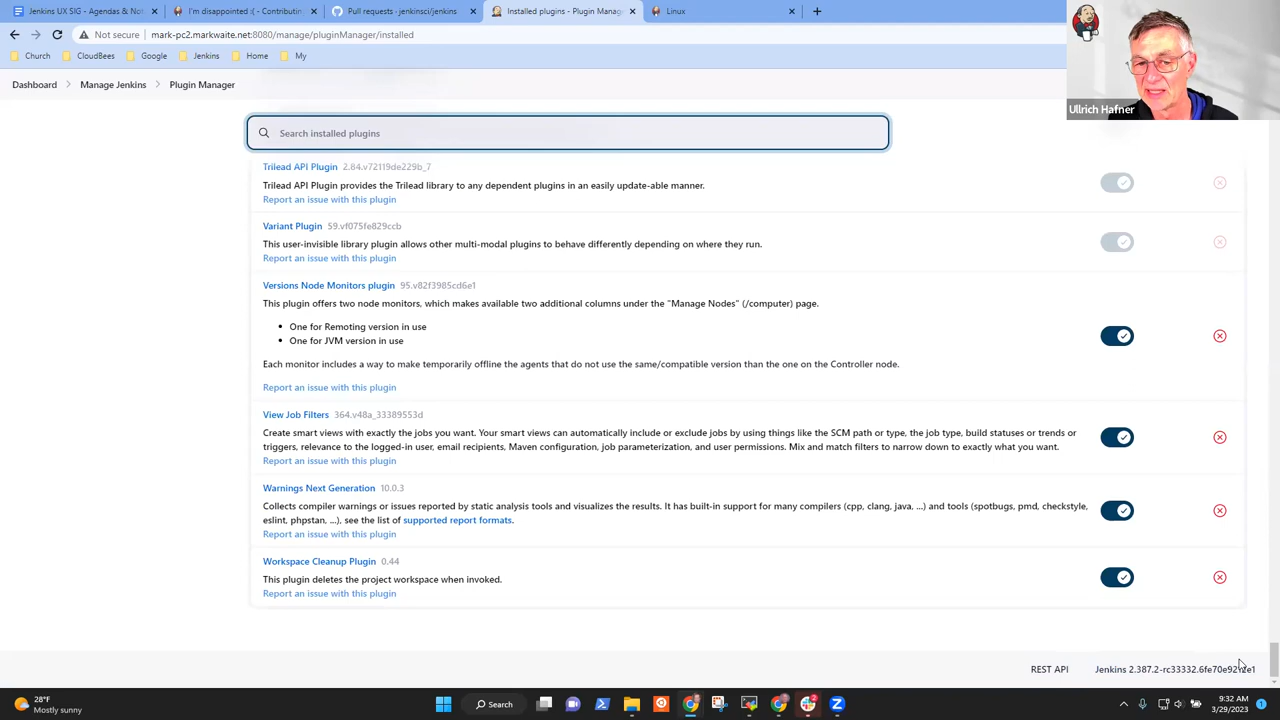 Jenkins UX SIG - Agendas & Not
I'm disappointed - Consulting /
Pull requests · jenkinsci/jenkins
Installed plugins - Plugin Manag
Linux
Not secure mark-pc2.markwaite.net:8080/manage/pluginManager/installed
Church CloudBees Google Jenkins Home My
Dashboard Manage Jenkins Plugin Manager
Ullrich Hafner
Search installed plugins
Trilead API Plugin 2.84.v72119de229b_7
Trilead API Plugin provides the Trilead library to any dependent plugins in an easily update-able manner.
Report an issue with this plugin
Variant Plugin 59.vf075fe829ccb
This user-invisible library plugin allows other multi-modal plugins to behave differently depending on where they run.
Report an issue with this plugin
Versions Node Monitors plugin 95.v82f3985cd6e1
This plugin offers two node monitors, which makes available two additional columns under the "Manage Nodes" (/computer) page.
• One for Remoting version in use
• One for JVM version in use
Each monitor includes a way to make temporarily offline the agents that do not use the same/compatible version than the one on the Controller node.
Report an issue with this plugin
View Job Filters 364.v48a_33389553d
Create smart views with exactly the jobs you want. Your smart views can automatically include or exclude jobs by using things like the SCM path or type, the job type, build statuses or trends or
triggers, relevance to the logged-in user, email recipients, Maven configuration, job parameterization, and user permissions. Mix and match filters to narrow down to exactly what you want.
Report an issue with this plugin
Warnings Next Generation 10.0.3
Collects compiler warnings or issues reported by static analysis tools and visualizes the results. It has built-in support for many compilers (cpp, clang, java, ...) and tools (spotbugs, pmd, checkstyle,
eslint, phpstan, ...), see the list of supported report formats.
Report an issue with this plugin
Workspace Cleanup Plugin 0.44
This plugin deletes the project workspace when invoked.
Report an issue with this plugin
REST API
28°F
Mostly sunny
Search
9:32 AM
3/29/2023